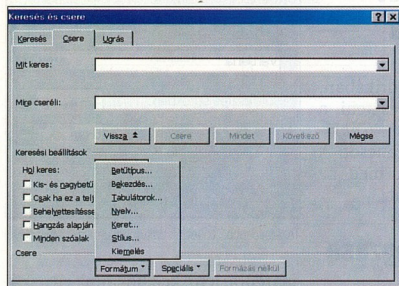 Keresés és csere
Keresés Csere Ugrás
Mit keres:
Mire cseréli:
Vissza Csere Mindet Következő Mégse
Keresési beállítások
Hol keres:
Betűtípus...
Bekezdés...
Kis- és nagybetű
Tabulátorok...
Csak ha ez a telj
Nyelv...
Behelyettesítésse
Keret...
Hangzás alapján
Stílus...
Minden szóalak
Kiemelés
Csere
Formátum Speciális Formázás nélkül